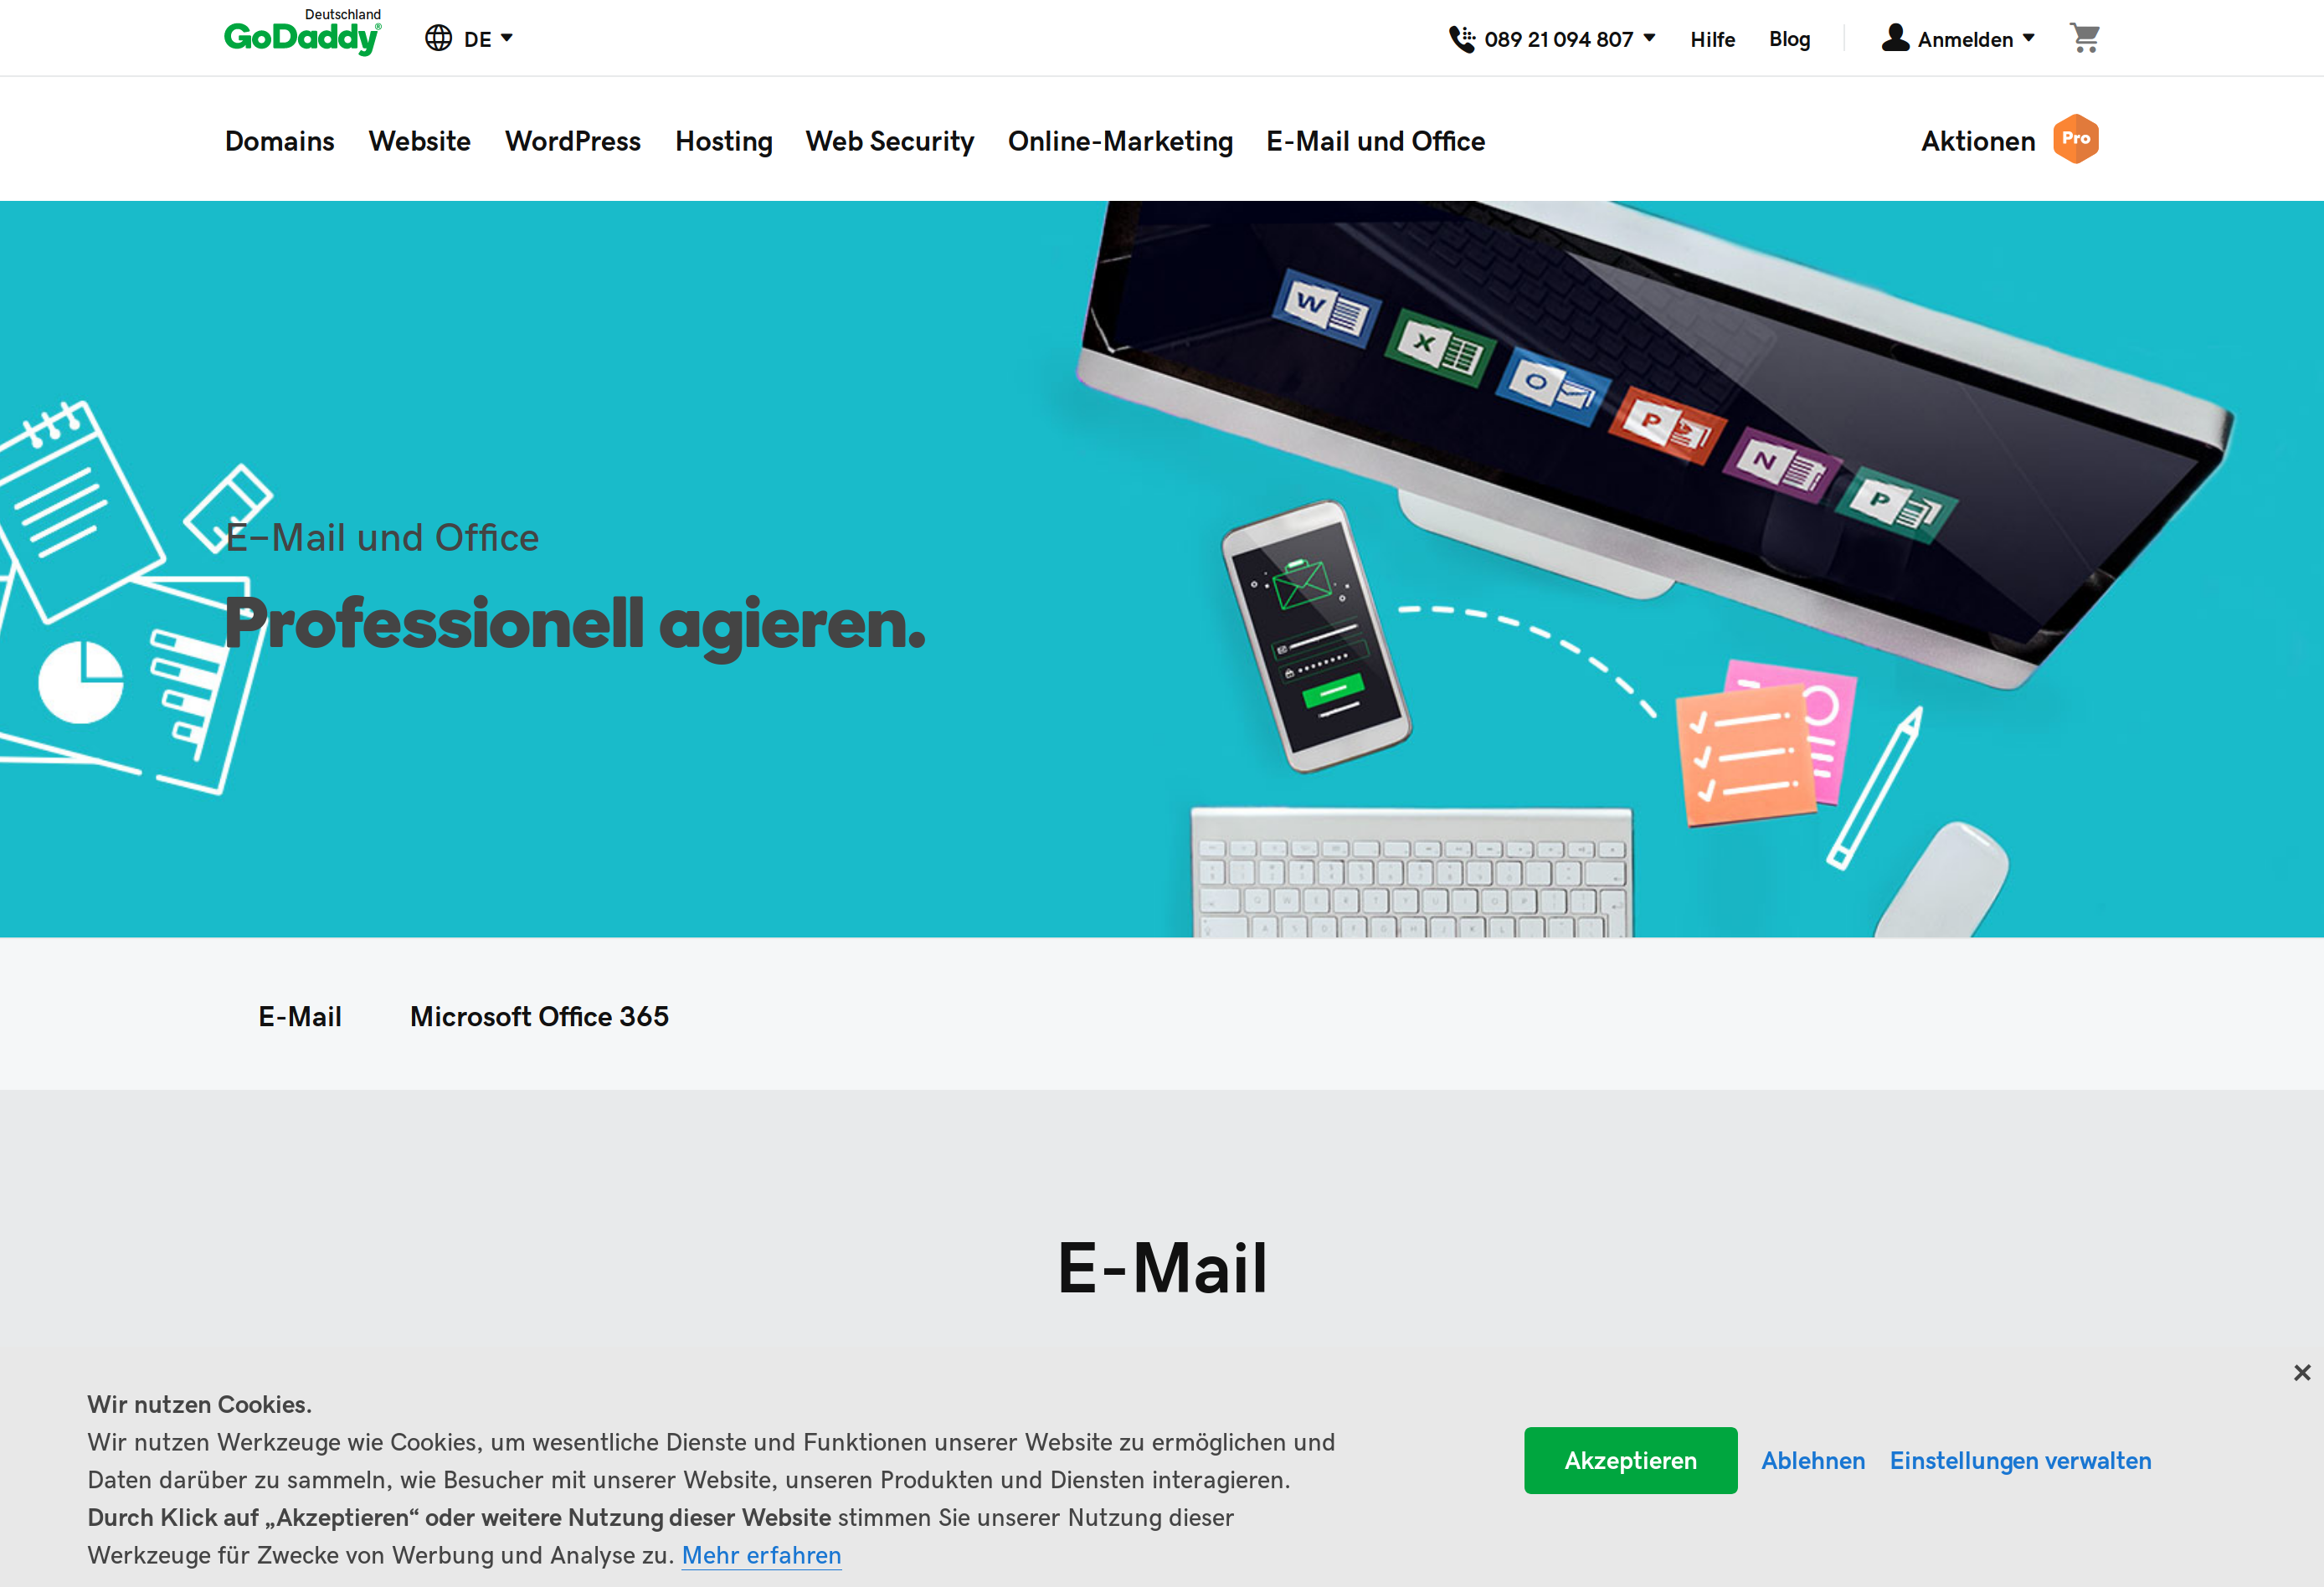 Deutschland
GoDaddy®
DE
089 21 094 807
Hilfe
Blog
Anmelden
Domains
Website
WordPress
Hosting
Web Security
Online-Marketing
E-Mail und Office
Aktionen
Pro
W
X
O
P
N
P
E-Mail und Office
Professionell agieren.
E-Mail
Microsoft Office 365
E-Mail
Wir nutzen Cookies.
Wir nutzen Werkzeuge wie Cookies, um wesentliche Dienste und Funktionen unserer Website zu ermöglichen und
Daten darüber zu sammeln, wie Besucher mit unserer Website, unseren Produkten und Diensten interagieren.
Durch Klick auf „Akzeptieren“ oder weitere Nutzung dieser Website stimmen Sie unserer Nutzung dieser
Werkzeuge für Zwecke von Werbung und Analyse zu. Mehr erfahren
Akzeptieren
Ablehnen
Einstellungen verwalten